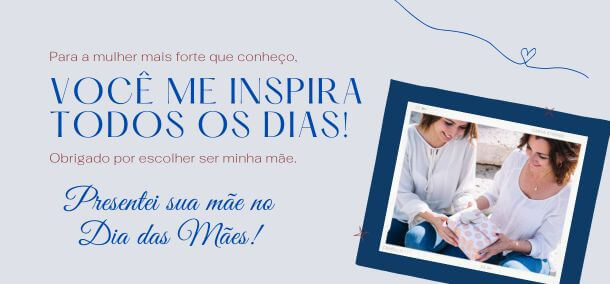 Para a mulher mais forte que conheço,
VOCÊ ME INSPIRA
TODOS OS DIAS!
Obrigado por escolher ser minha mãe.
Presentei sua mãe no
Dia das Mães!